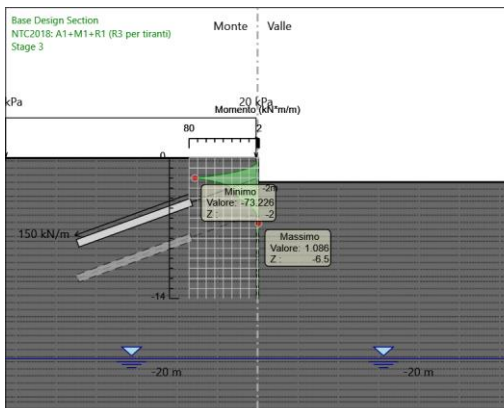 Base Design Section
NTC2018: A1+M1+R1 (R3 per tiranti)
Stage 3
Monte
Valle
kPa
20 kPa
Momento (kN*m/m)
80
2
0
-2m
Minimo
Valore: -73.226
Z : -2
150 kN/m
Massimo
Valore: 1.086
Z : -6.5
-14
-20 m
-20 m